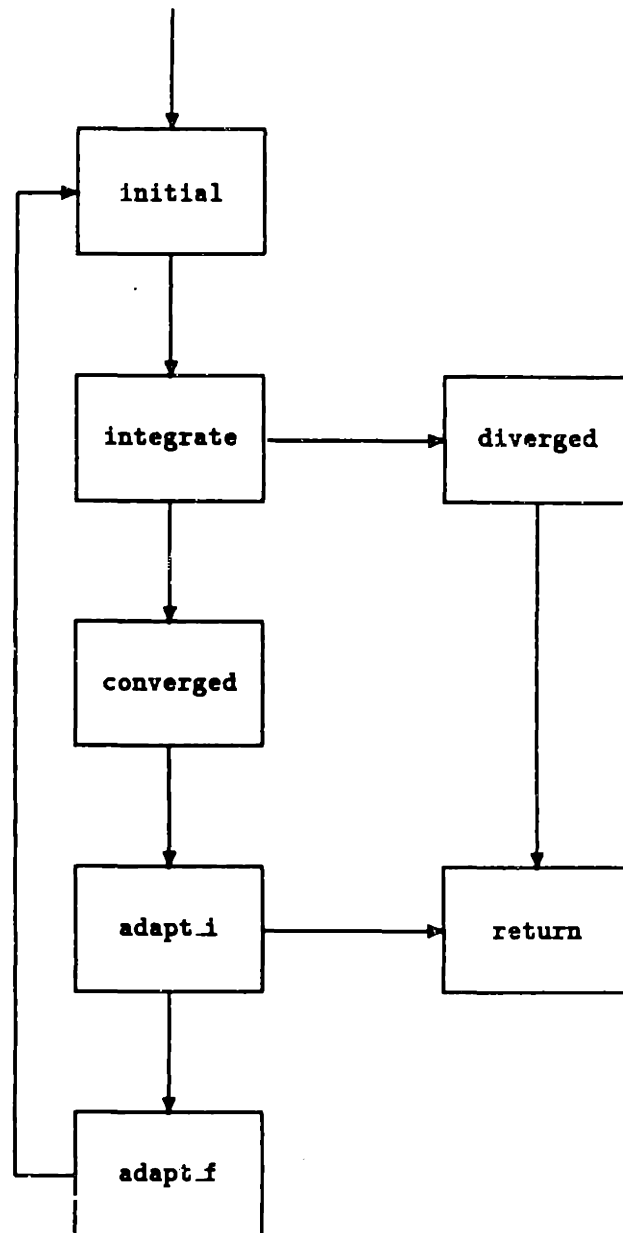 initial
integrate
diverged
converged
adapt_i
return
adapt_f